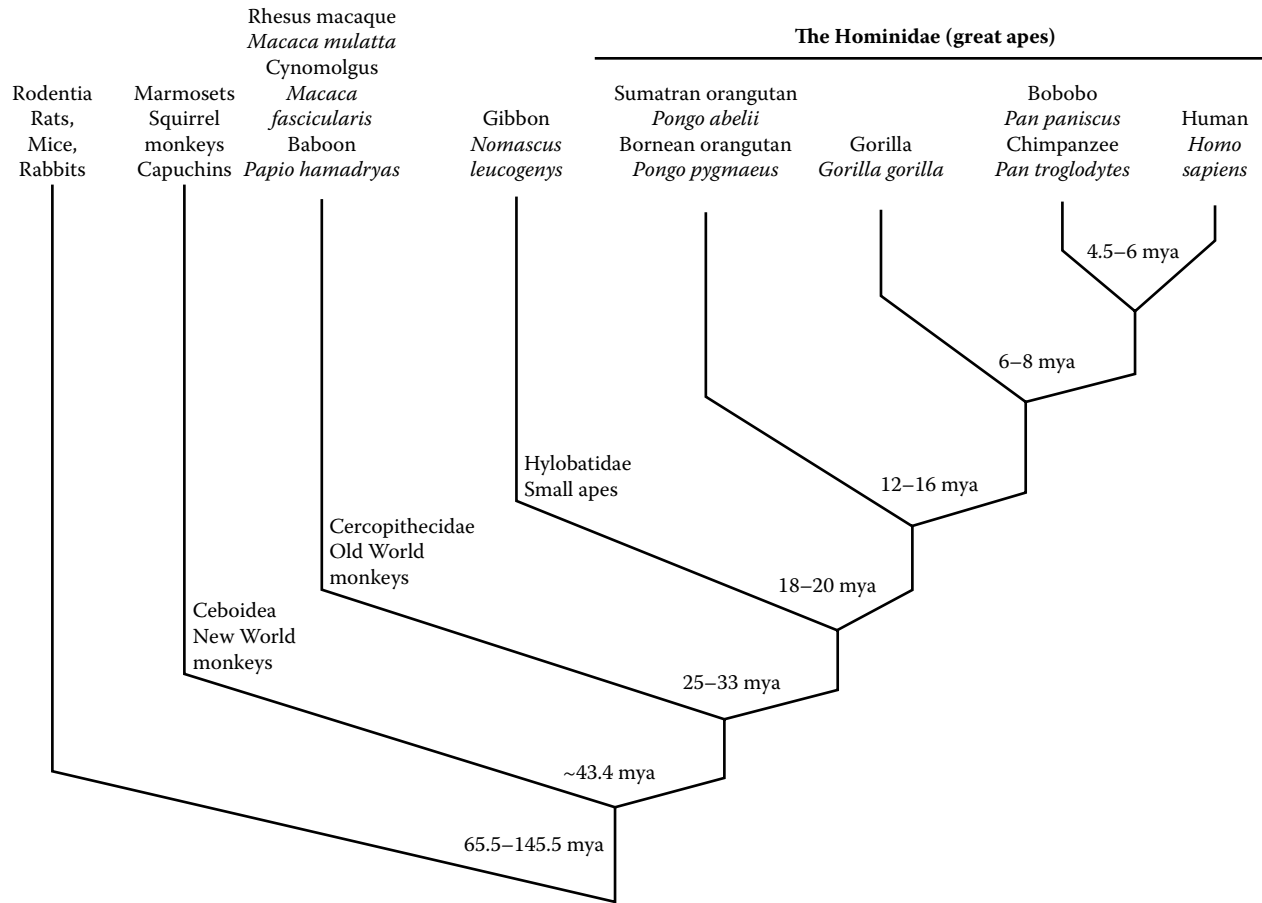 The Hominidae (great apes)
Rodentia
Rats,
Mice,
Rabbits
Marmosets
Squirrel
monkeys
Capuchins
Rhesus macaque
Macaca mulatta
Cynomolgus
Macaca
fascicularis
Baboon
Papio hamadryas
Gibbon
Nomascus
leucogenys
Sumatran orangutan
Pongo abelii
Bornean orangutan
Pongo pygmaeus
Gorilla
Gorilla gorilla
Bobobo
Pan paniscus
Chimpanzee
Pan troglodytes
Human
Homo
sapiens
4.5–6 mya
6–8 mya
Hylobatidae
Small apes
12–16 mya
Cercopithecidae
Old World
monkeys
18–20 mya
Ceboidea
New World
monkeys
25–33 mya
~43.4 mya
65.5–145.5 mya